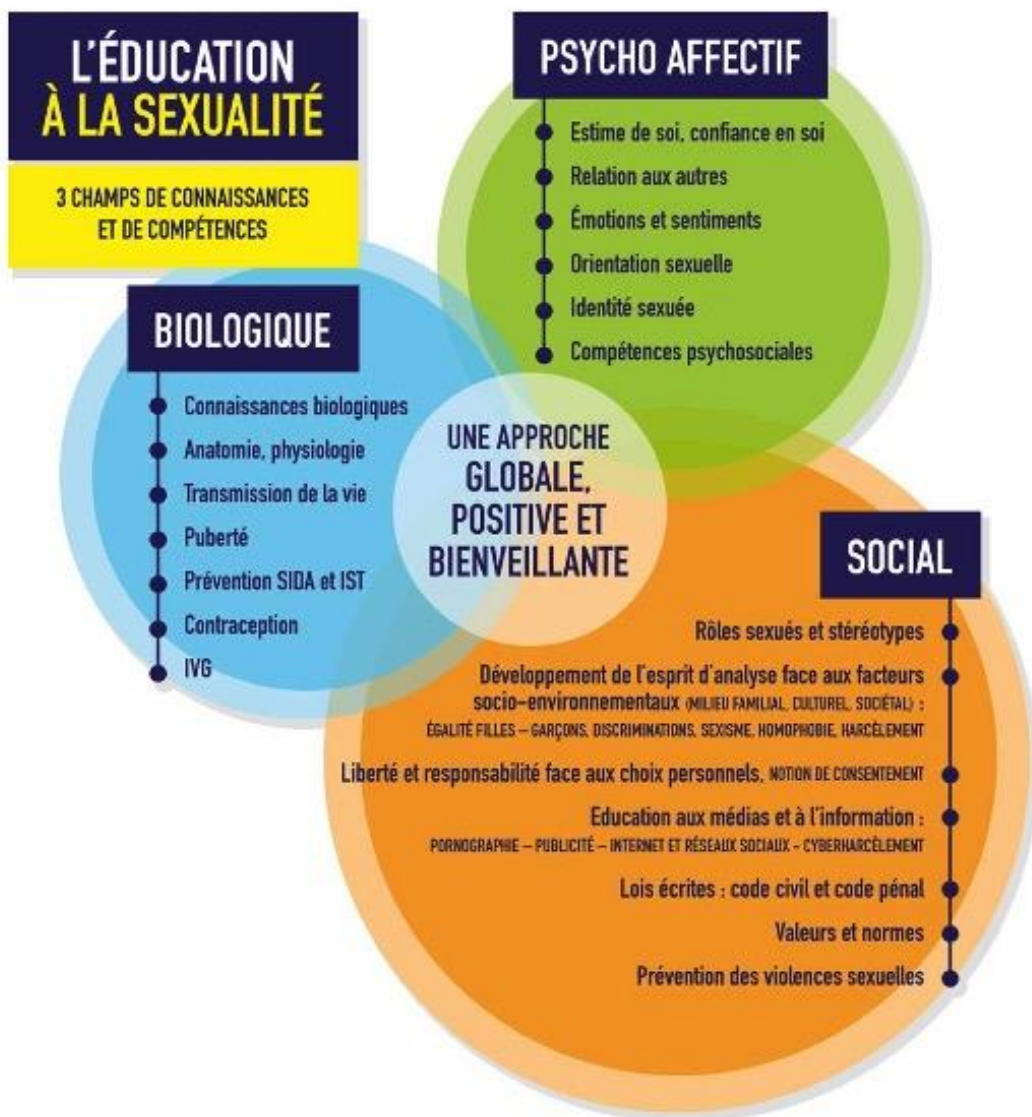 L'ÉDUCATION
À LA SEXUALITÉ
3 CHAMPS DE CONNAISSANCES
ET DE COMPÉTENCES
PSYCHO AFFECTIF
Estime de soi, confiance en soi
Relation aux autres
Émotions et sentiments
Orientation sexuelle
Identité sexuée
Compétences psychosociales
BIOLOGIQUE
Connaissances biologiques
Anatomie, physiologie
Transmission de la vie
Puberté
Prévention SIDA et IST
Contraception
IVG
UNE APPROCHE
GLOBALE,
POSITIVE ET
BIENVEILLANTE
SOCIAL
Rôles sexués et stéréotypes
Développement de l'esprit d'analyse face aux facteurs
socio-environnementaux (MILIEU FAMILIAL, CULTUREL, SOCIÉTAL) :
ÉGALITÉ FILLES – GARÇONS, DISCRIMINATIONS, SEXISME, HOMOPHOBIE, HARCÈLEMENT
Liberté et responsabilité face aux choix personnels, NOTION DE CONSENTEMENT
Education aux médias et à l'information :
PORNOGRAPHIE – PUBLICITÉ – INTERNET ET RÉSEAUX SOCIAUX - CYBERHARCÈLEMENT
Lois écrites : code civil et code pénal
Valeurs et normes
Prévention des violences sexuelles